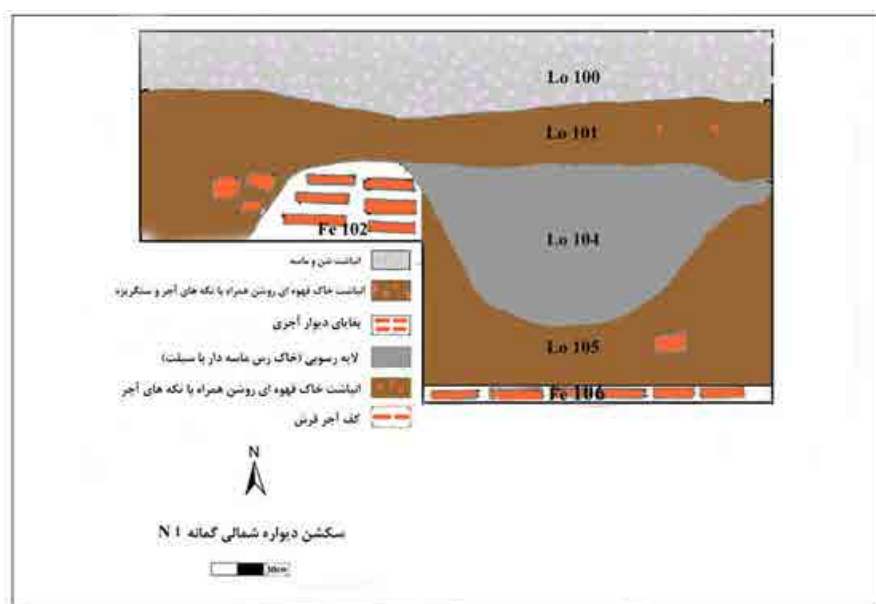 Lo 100
Lo 101
Fe 102
Lo 104
Lo 105
Fe 106
انباشت شن و ماسه
انباشت خاک قهوه ای روشن همراه با تکه های آجر و سنگریزه
بقایای دیوار آجری
لایه رسوبی (خاک رس ماسه دار با سیلت)
انباشت خاک قهوه ای روشن همراه با تکه های آجر
کف آجر فرش
N
سکشن دیواره شمالی گمانه N 1